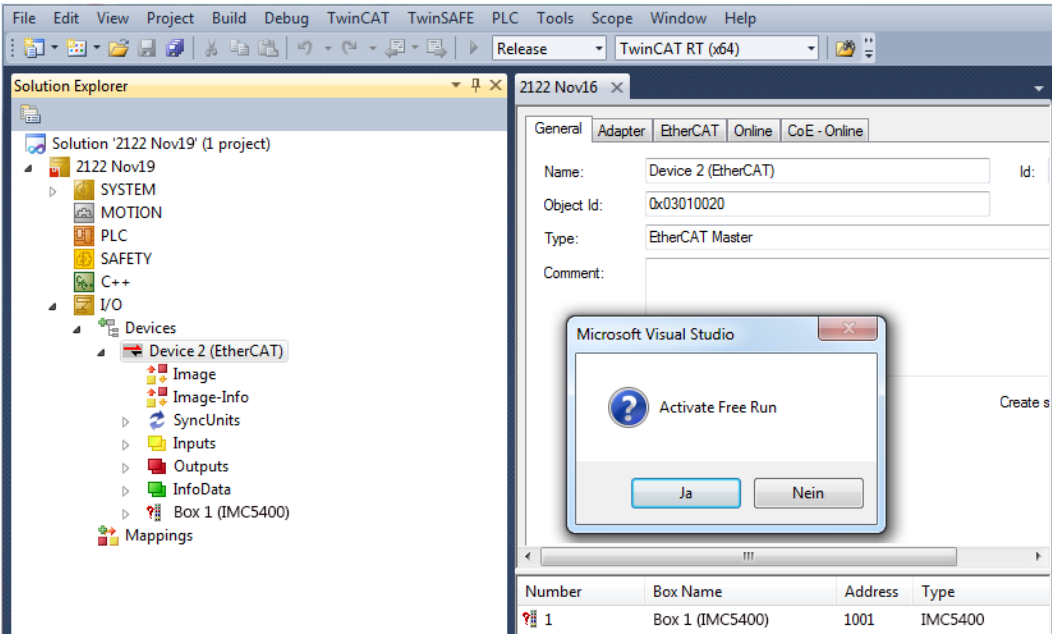 File Edit View Project Build Debug TwinCAT TwinSAFE PLC Tools Scope Window Help
Release TwinCAT RT (x64)
Solution Explorer
Solution '2122 Nov19' (1 project)
2122 Nov19
SYSTEM
MOTION
PLC
SAFETY
C++
I/O
Devices
Device 2 (EtherCAT)
Image
Image-Info
SyncUnits
Inputs
Outputs
InfoData
Box 1 (IMC5400)
Mappings
2122 Nov16
General Adapter EtherCAT Online CoE - Online
Name: Device 2 (EtherCAT) Id:
Object Id: 0x03010020
Type: EtherCAT Master
Comment:
Microsoft Visual Studio
Activate Free Run
Ja Nein
Create s
Number Box Name Address Type
1 Box 1 (IMC5400) 1001 IMC5400